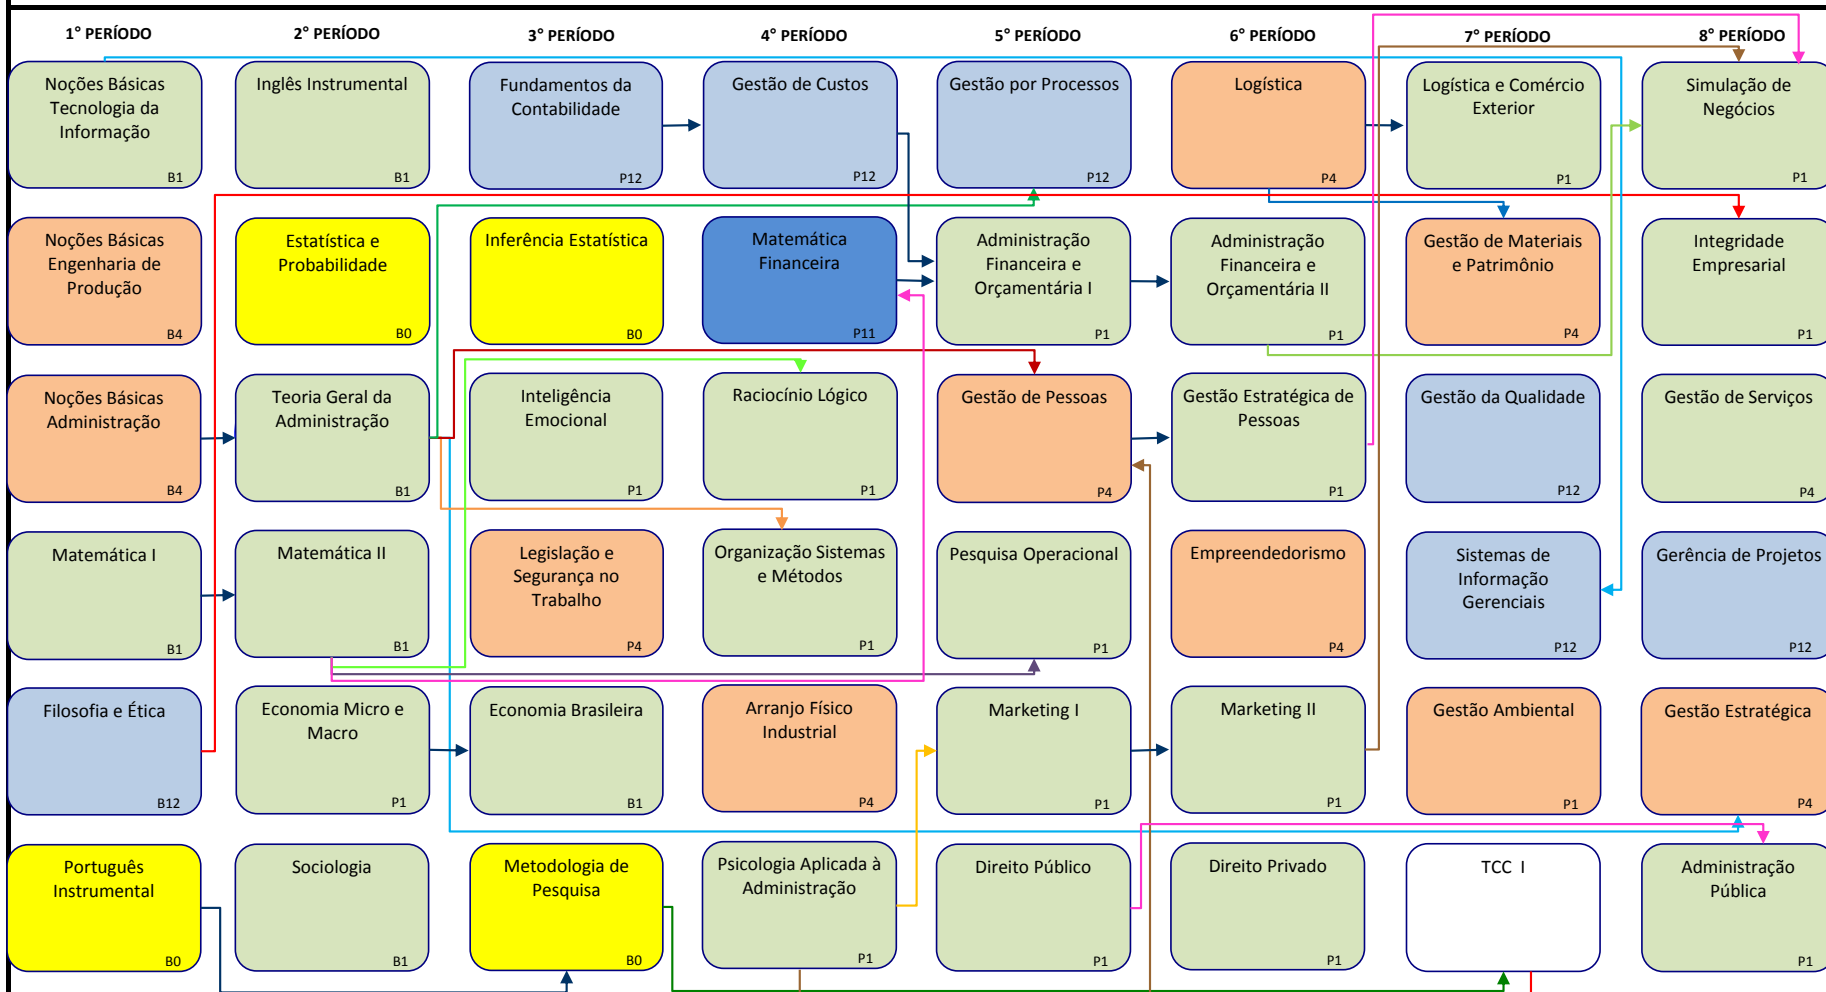 1° PERÍODO 2° PERÍODO 3° PERÍODO 4° PERÍODO 5° PERÍODO 6° PERÍODO 7° PERÍODO 8° PERÍODO
Noções Básicas
Tecnologia da
Informação
B1
Inglês Instrumental
B1
Fundamentos da
Contabilidade
P12
Gestão de Custos
P12
Gestão por Processos
P12
Logística
P4
Logística e Comércio
Exterior
P1
Simulação de
Negócios
P1
Noções Básicas
Engenharia de
Produção
B4
Estatística e
Probabilidade
B0
Inferência Estatística
B0
Matemática
Financeira
P11
Administração
Financeira e
Orçamentária I
P1
Administração
Financeira e
Orçamentária II
P1
Gestão de Materiais
e Patrimônio
P4
Integridade
Empresarial
P1
Noções Básicas
Administração
B4
Teoria Geral da
Administração
B1
Inteligência
Emocional
P1
Raciocínio Lógico
P1
Gestão de Pessoas
P4
Gestão Estratégica de
Pessoas
P1
Gestão da Qualidade
P12
Gestão de Serviços
P4
Matemática I
B1
Matemática II
B1
Legislação e
Segurança no
Trabalho
P4
Organização Sistemas
e Métodos
P1
Pesquisa Operacional
P1
Empreendedorismo
P4
Sistemas de
Informação
Gerenciais
P12
Gerência de Projetos
P12
Filosofia e Ética
B12
Economia Micro e
Macro
P1
Economia Brasileira
B1
Arranjo Físico
Industrial
P4
Marketing I
P1
Marketing II
P1
Gestão Ambiental
P1
Gestão Estratégica
P4
Português
Instrumental
B0
Sociologia
B1
Metodologia de
Pesquisa
B0
Psicologia Aplicada à
Administração
P1
Direito Público
P1
Direito Privado
P1
TCC I
Administração
Pública
P1